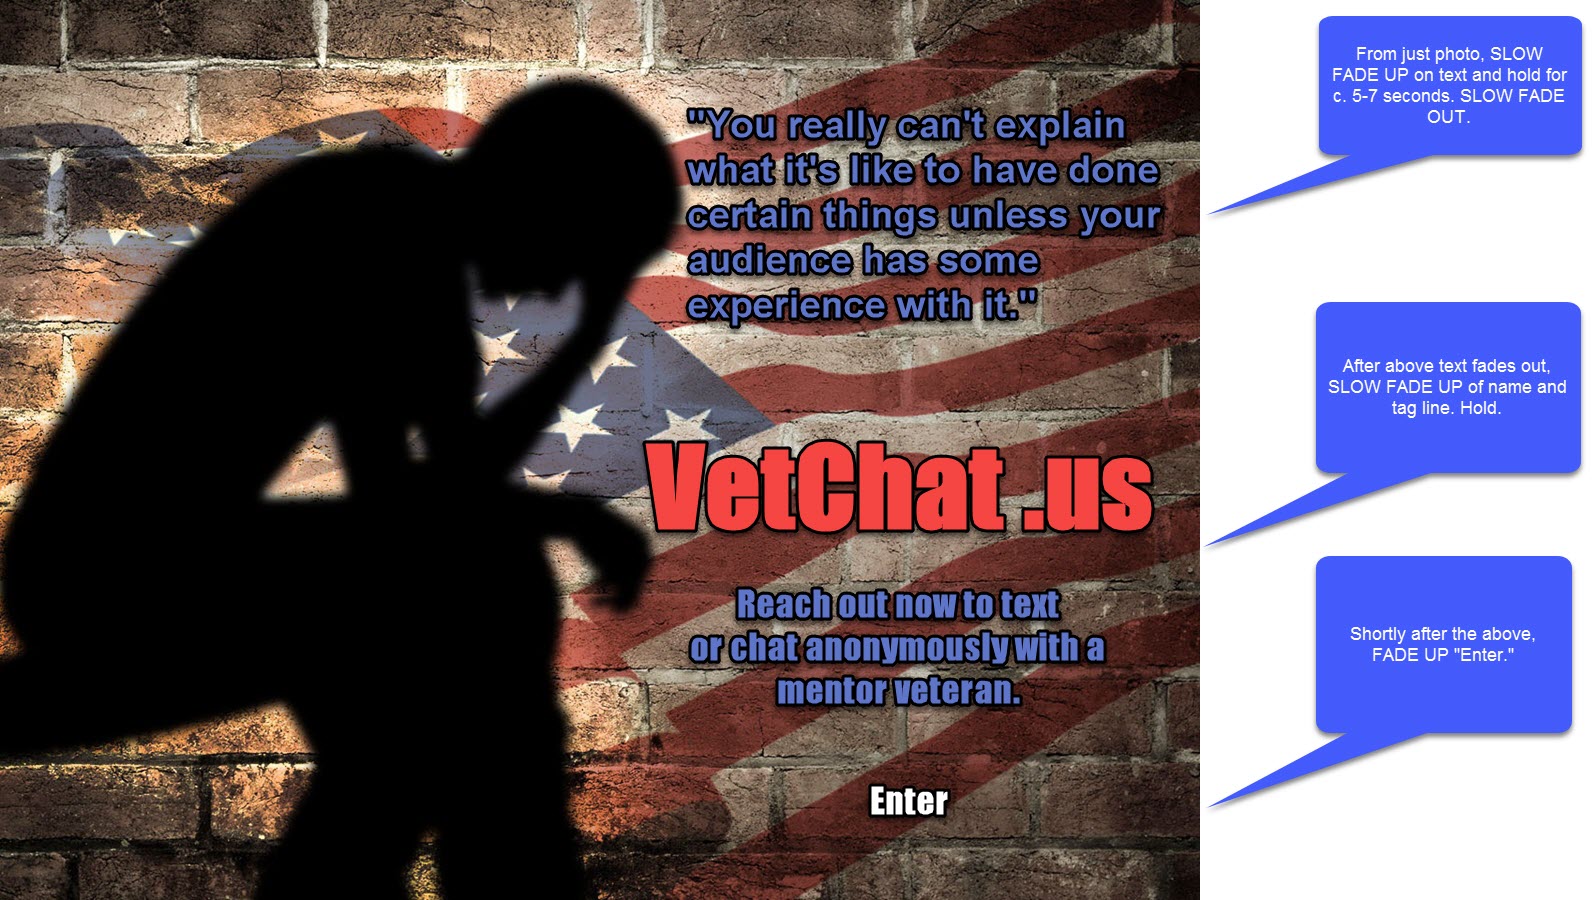 "You really can't explain
what it's like to have done
certain things unless your
audience has some
experience with it."
VetChat .us
Reach out now to text
or chat anonymously with a
mentor veteran.
Enter
From just photo, SLOW
FADE UP on text and hold for
c. 5-7 seconds. SLOW FADE
OUT.
After above text fades out,
SLOW FADE UP of name and
tag line. Hold.
Shortly after the above,
FADE UP "Enter."